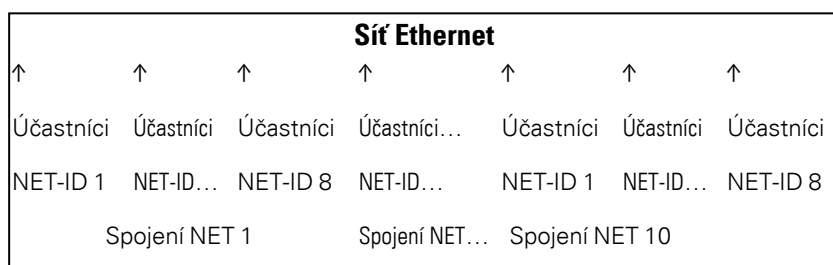 Síť Ethernet
↑ ↑ ↑ ↑ ↑ ↑ ↑
Účastníci Účastníci Účastníci Účastníci… Účastníci Účastníci Účastníci
NET-ID 1 NET-ID… NET-ID 8 NET-ID… NET-ID 1 NET-ID… NET-ID 8
Spojení NET 1 Spojení NET… Spojení NET 10